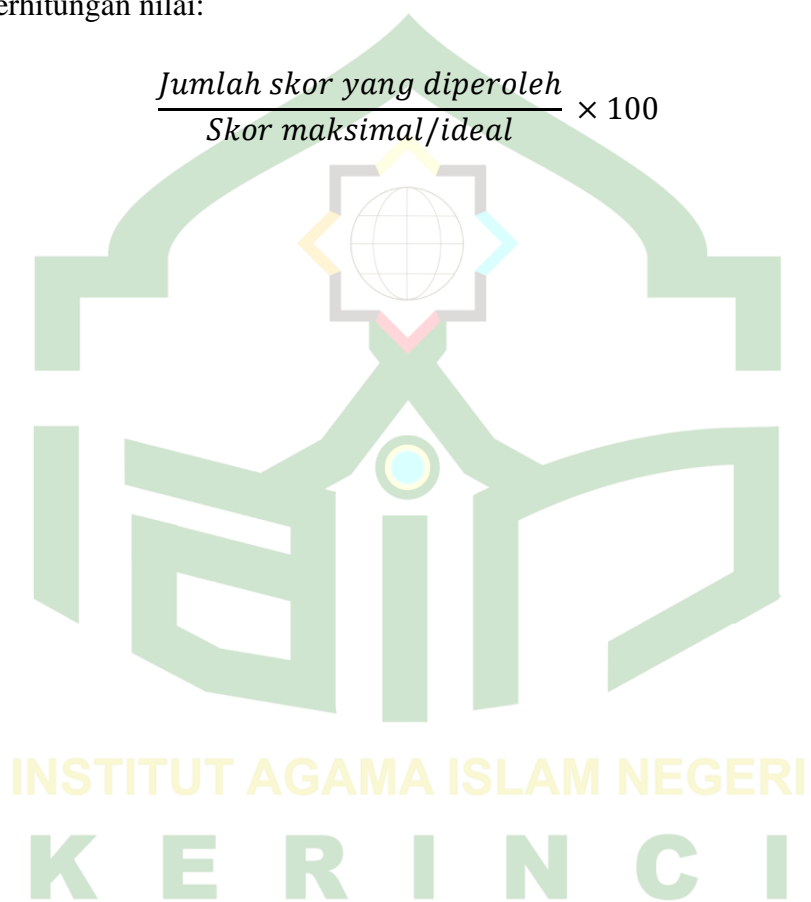 erhitungan nilai:
Jumlah skor yang diperoleh
Skor maksimal/ideal
× 100
INSTITUT AGAMA ISLAM NEGERI
K E R I N C I